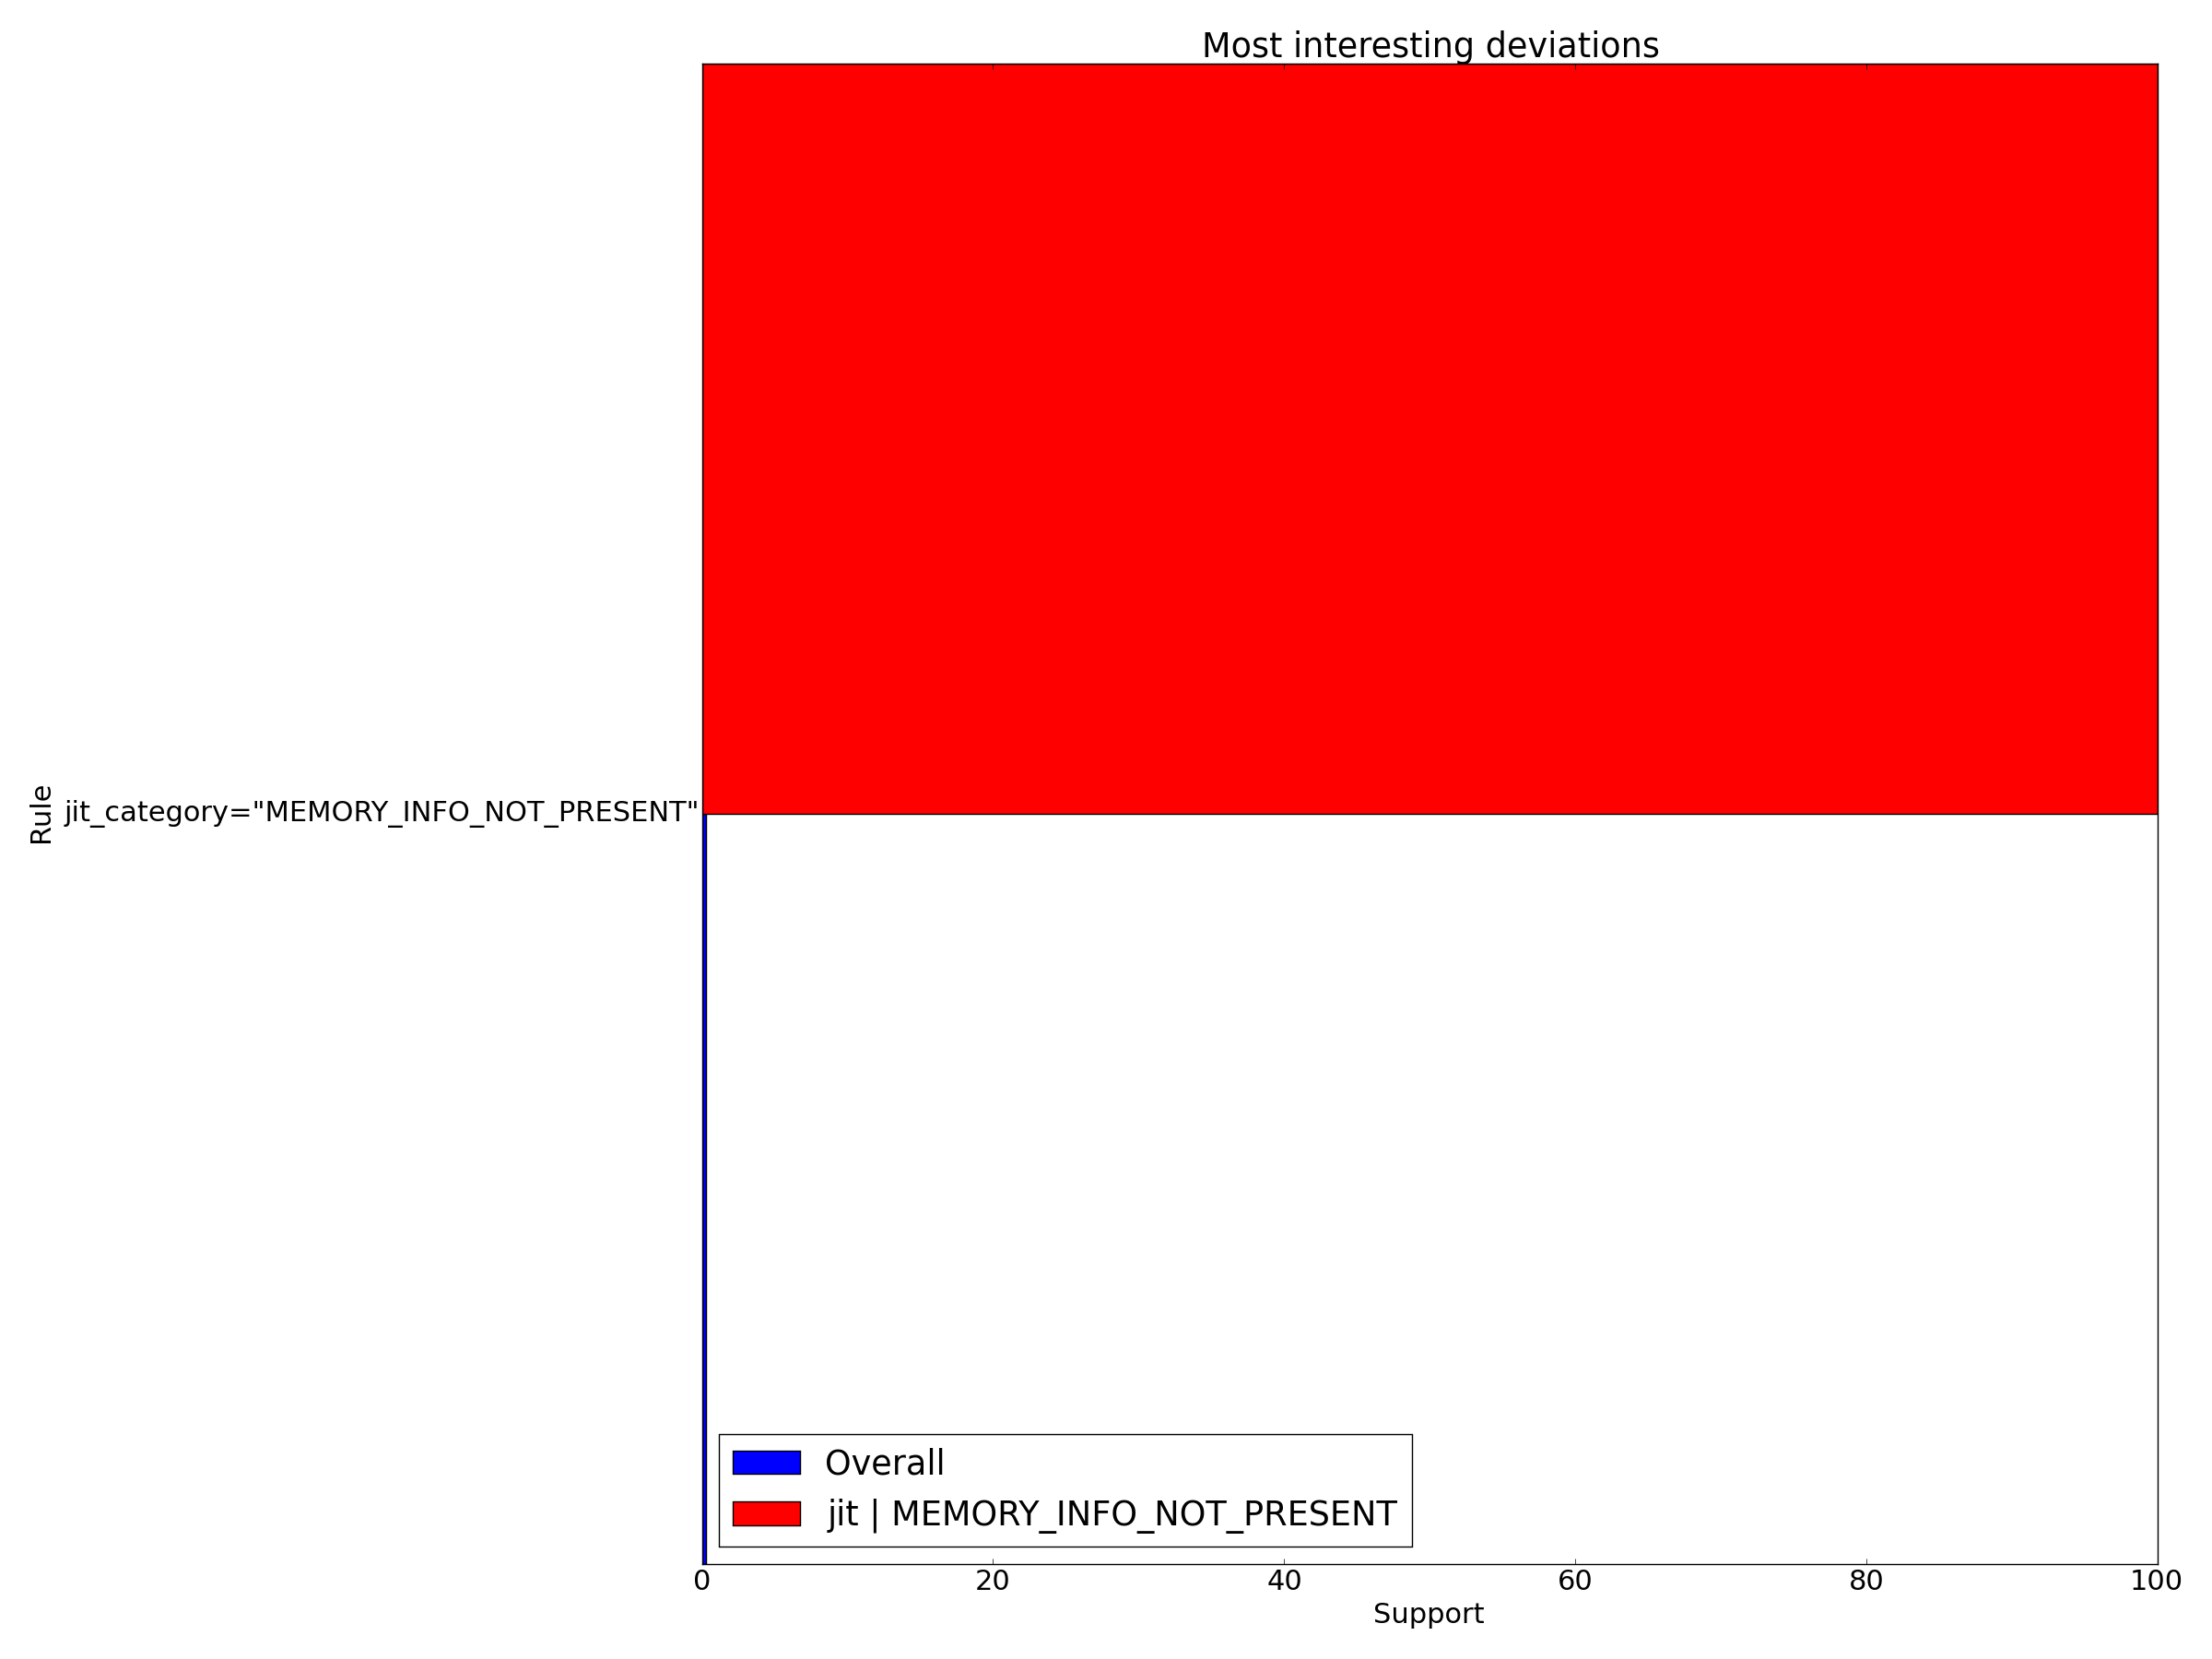 Most interesting deviations
Rule
jit_category="MEMORY_INFO_NOT_PRESENT"
Overall
jit | MEMORY_INFO_NOT_PRESENT
0 20 40 60 80 100
Support